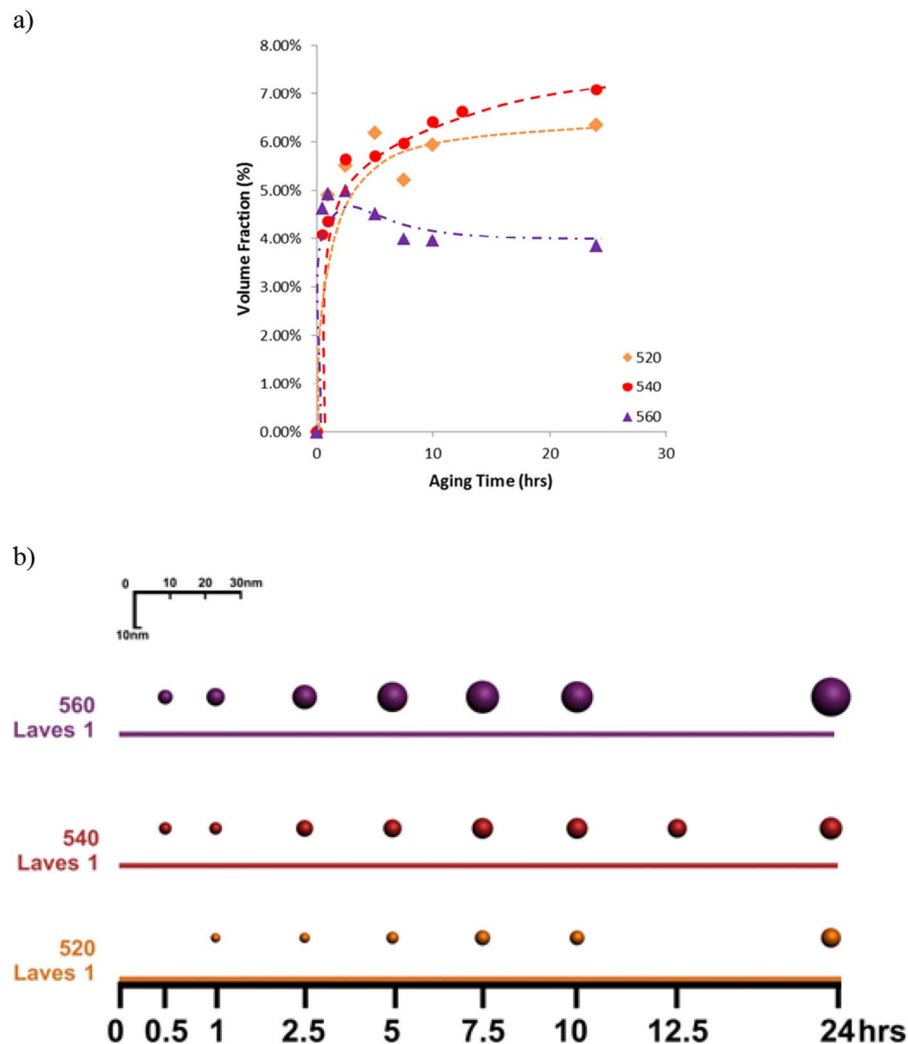 a)
8.00%
7.00%
6.00%
5.00%
4.00%
3.00%
2.00%
1.00%
0.00%
Volume Fraction (%)
520
540
560
0 10 20 30
Aging Time (hrs)
b)
0 10 20 30nm
10nm
560
Laves 1
540
Laves 1
520
Laves 1
0 0.5 1 2.5 5 7.5 10 12.5 24 hrs